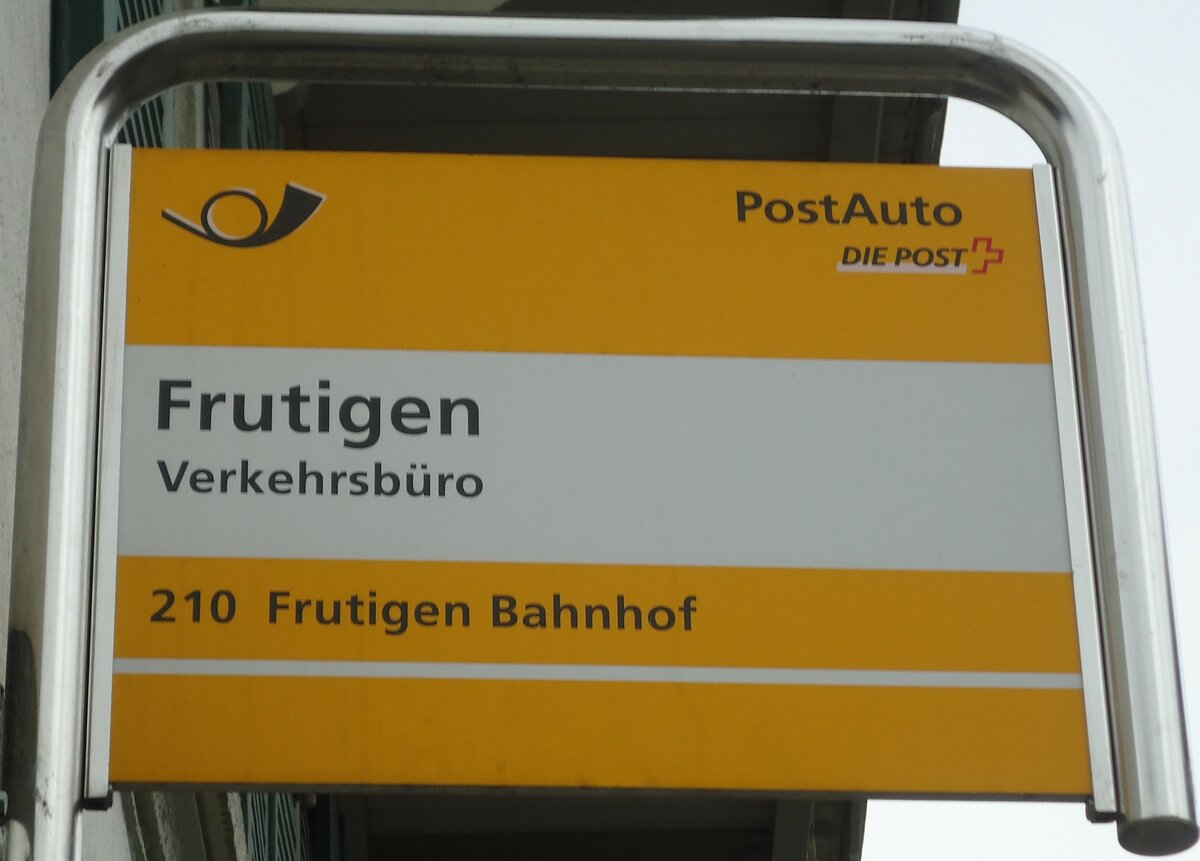 PostAuto
DIE POST
Frutigen
Verkehrsbüro
210 Frutigen Bahnhof